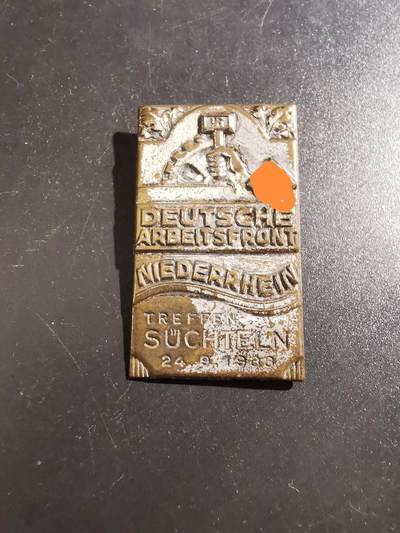 DEUTSCHE
ARBEITSFRONT
NIEDERRHEIN
TREFFEN
SÜCHTELN
24.9.1933